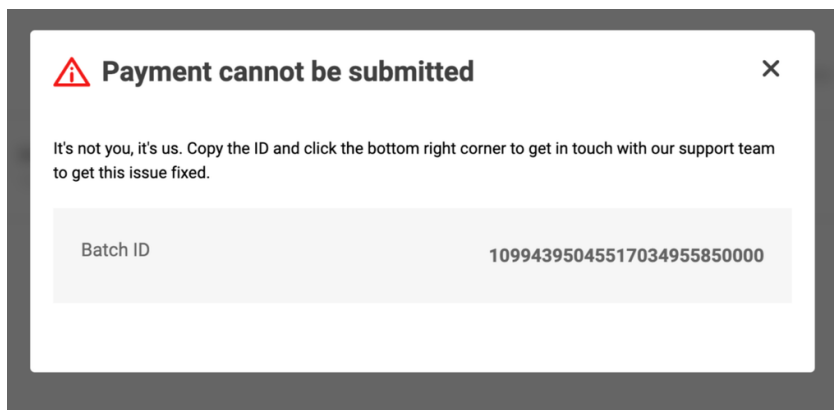 Payment cannot be submitted
It's not you, it's us. Copy the ID and click the bottom right corner to get in touch with our support team
to get this issue fixed.
Batch ID
10994395045517034955850000